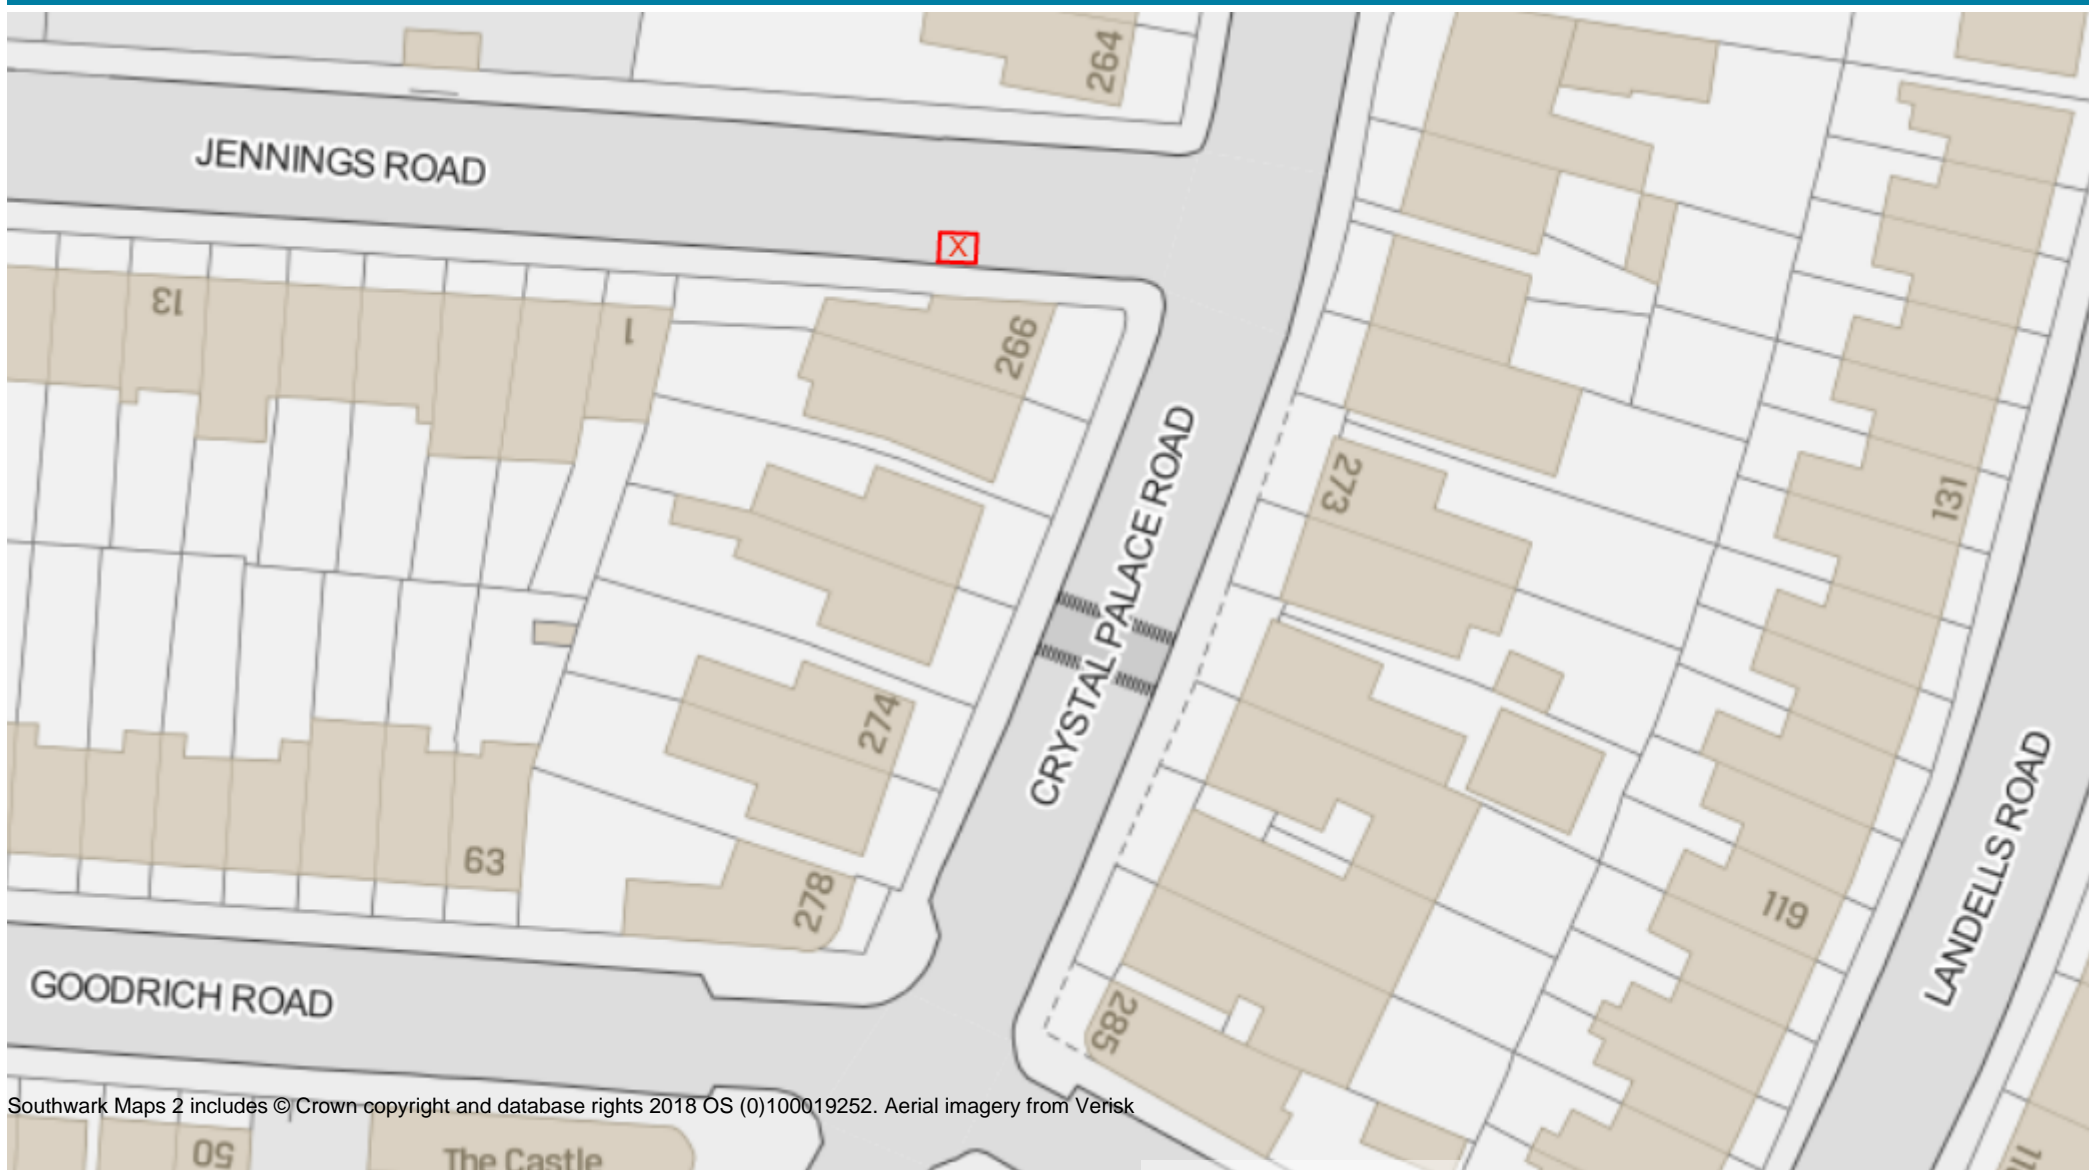 264
JENNINGS ROAD
X
13
1
266
CRYSTAL PALACE ROAD
273
131
274
63
278
119
LANDELLS ROAD
GOODRICH ROAD
285
Southwark Maps 2 includes © Crown copyright and database rights 2018 OS (0)100019252. Aerial imagery from Verisk
50
The Castle